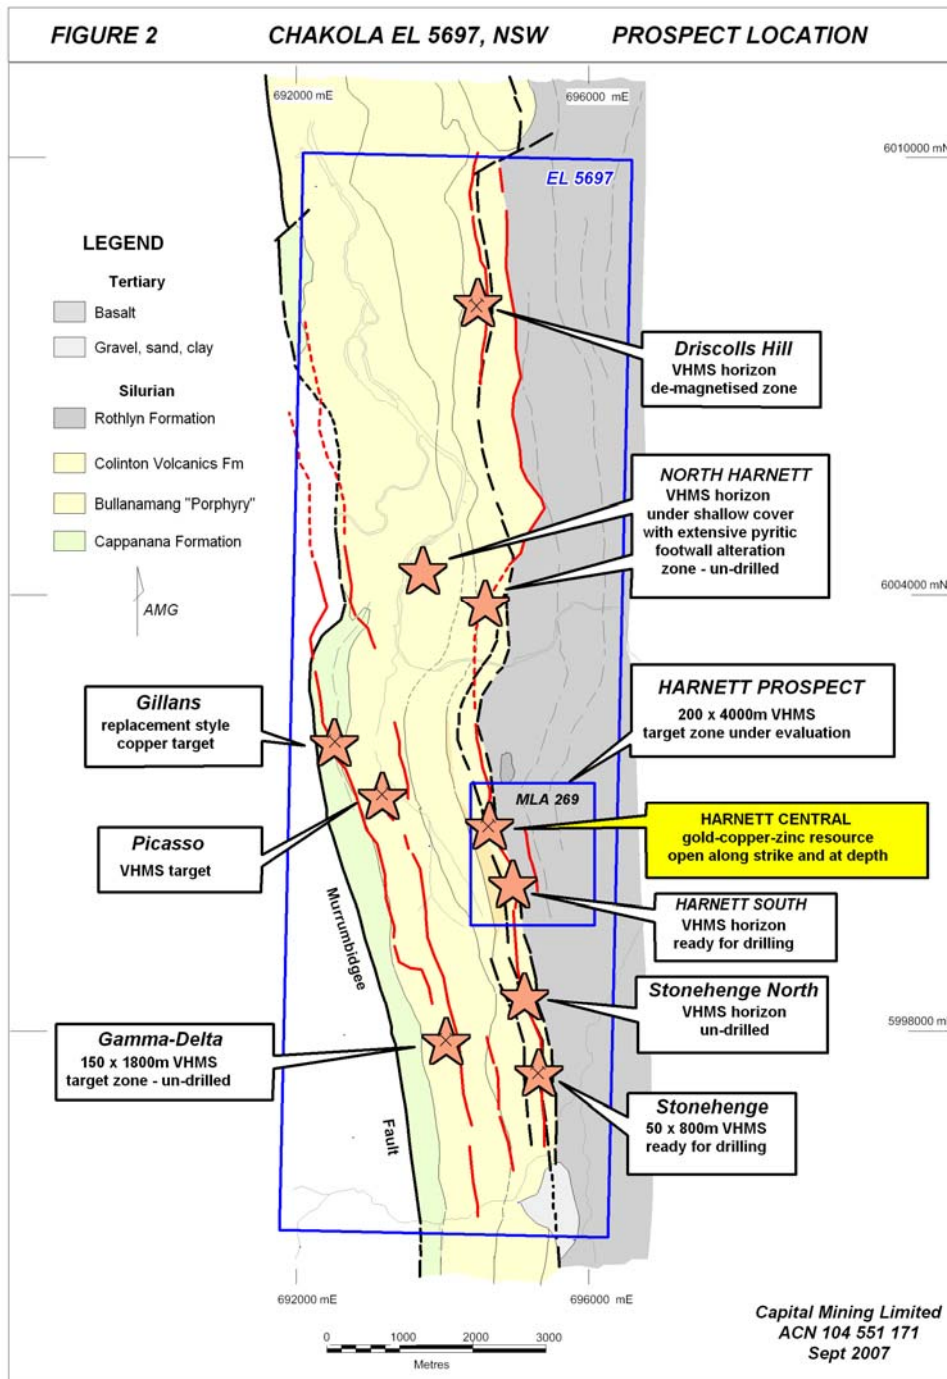 FIGURE 2 CHAKOLA EL 5697, NSW PROSPECT LOCATION
692000 mE
696000 mE
6010000 mN
EL 5697
LEGEND
Tertiary
Basalt
Gravel, sand, clay
Silurian
Rothlyn Formation
Colinton Volcanics Fm
Bullanamang "Porphyry"
Cappanana Formation
AMG
Driscolls Hill
VHMS horizon
de-magnetised zone
NORTH HARNETT
VHMS horizon
under shallow cover
with extensive pyritic
footwall alteration
zone - un-drilled
6004000 mN
Gillans
replacement style
copper target
HARNETT PROSPECT
200 x 4000m VHMS
target zone under evaluation
MLA 269
Picasso
VHMS target
HARNETT CENTRAL
gold-copper-zinc resource
open along strike and at depth
HARNETT SOUTH
VHMS horizon
ready for drilling
Murrumbidgee
Fault
Stonehenge North
VHMS horizon
un-drilled
5998000 mN
Gamma-Delta
150 x 1800m VHMS
target zone - un-drilled
Stonehenge
50 x 800m VHMS
ready for drilling
692000 mE
696000 mE
0 1000 2000 3000
Metres
Capital Mining Limited
ACN 104 551 171
Sept 2007